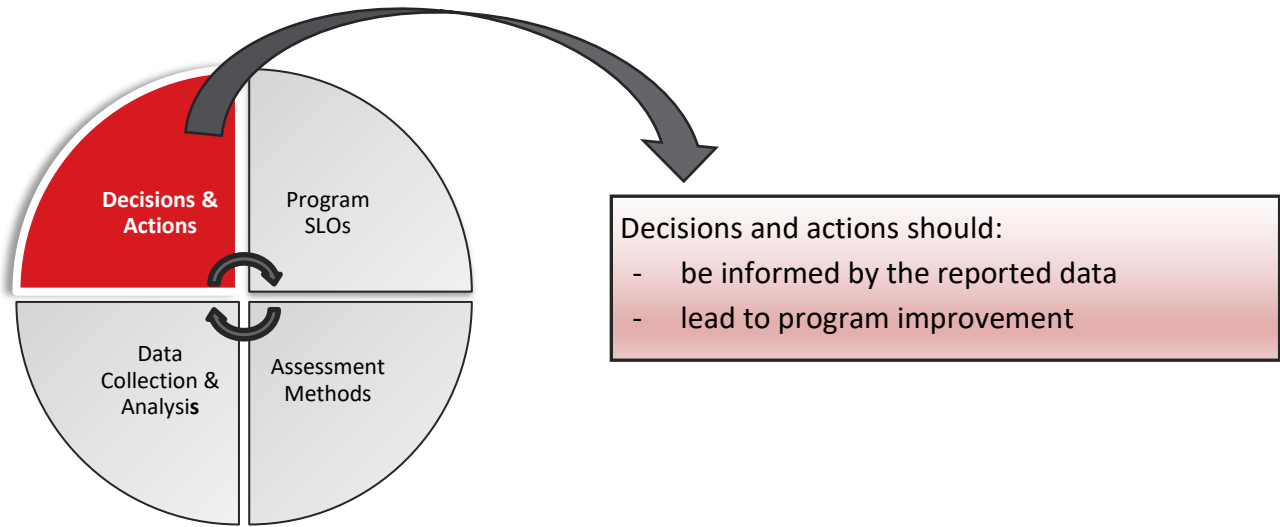 Decisions &
Actions
Program
SLOs
Data
Collection &
Analysis
Assessment
Methods
Decisions and actions should:
- be informed by the reported data
- lead to program improvement